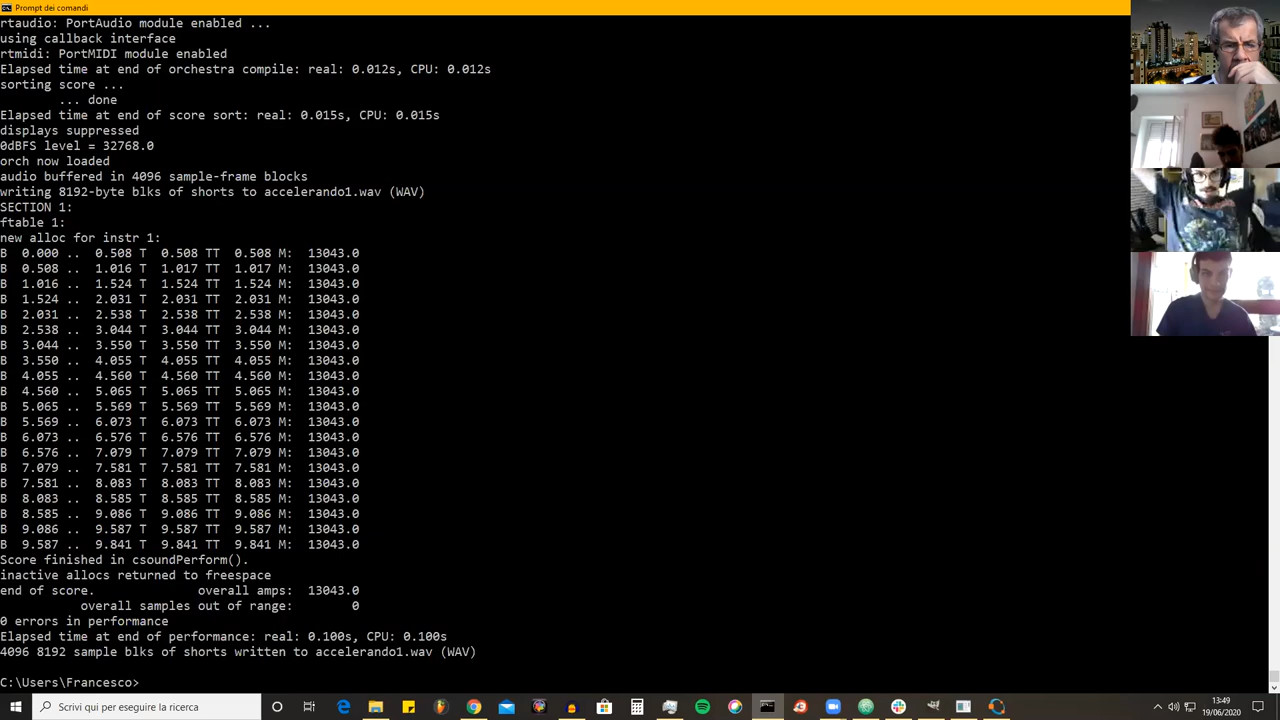 Prompt dei comandi
rtaudio: PortAudio module enabled ...
using callback interface
rtmidi: PortMIDI module enabled
Elapsed time at end of orchestra compile: real: 0.012s, CPU: 0.012s
sorting score ...
... done
Elapsed time at end of score sort: real: 0.015s, CPU: 0.015s
displays suppressed
0dBFS level = 32768.0
orch now loaded
audio buffered in 4096 sample-frame blocks
writing 8192-byte blks of shorts to accelerando1.wav (WAV)
SECTION 1:
ftable 1:
new alloc for instr 1:
B 0.000 .. 0.508 T 0.508 TT 0.508 M: 13043.0
B 0.508 .. 1.016 T 1.017 TT 1.017 M: 13043.0
B 1.016 .. 1.524 T 1.524 TT 1.524 M: 13043.0
B 1.524 .. 2.031 T 2.031 TT 2.031 M: 13043.0
B 2.031 .. 2.538 T 2.538 TT 2.538 M: 13043.0
B 2.538 .. 3.044 T 3.044 TT 3.044 M: 13043.0
B 3.044 .. 3.550 T 3.550 TT 3.550 M: 13043.0
B 3.550 .. 4.055 T 4.055 TT 4.055 M: 13043.0
B 4.055 .. 4.560 T 4.560 TT 4.560 M: 13043.0
B 4.560 .. 5.065 T 5.065 TT 5.065 M: 13043.0
B 5.065 .. 5.569 T 5.569 TT 5.569 M: 13043.0
B 5.569 .. 6.073 T 6.073 TT 6.073 M: 13043.0
B 6.073 .. 6.576 T 6.576 TT 6.576 M: 13043.0
B 6.576 .. 7.079 T 7.079 TT 7.079 M: 13043.0
B 7.079 .. 7.581 T 7.581 TT 7.581 M: 13043.0
B 7.581 .. 8.083 T 8.083 TT 8.083 M: 13043.0
B 8.083 .. 8.585 T 8.585 TT 8.585 M: 13043.0
B 8.585 .. 9.086 T 9.086 TT 9.086 M: 13043.0
B 9.086 .. 9.587 T 9.587 TT 9.587 M: 13043.0
B 9.587 .. 9.841 T 9.841 TT 9.841 M: 13043.0
Score finished in csoundPerform().
inactive allocs returned to freespace
end of score. overall amps: 13043.0
overall samples out of range: 0
0 errors in performance
Elapsed time at end of performance: real: 0.100s, CPU: 0.100s
4096 8192 sample blks of shorts written to accelerando1.wav (WAV)
C:\Users\Francesco>
Scrivi qui per eseguire la ricerca
13:49
19/06/2020